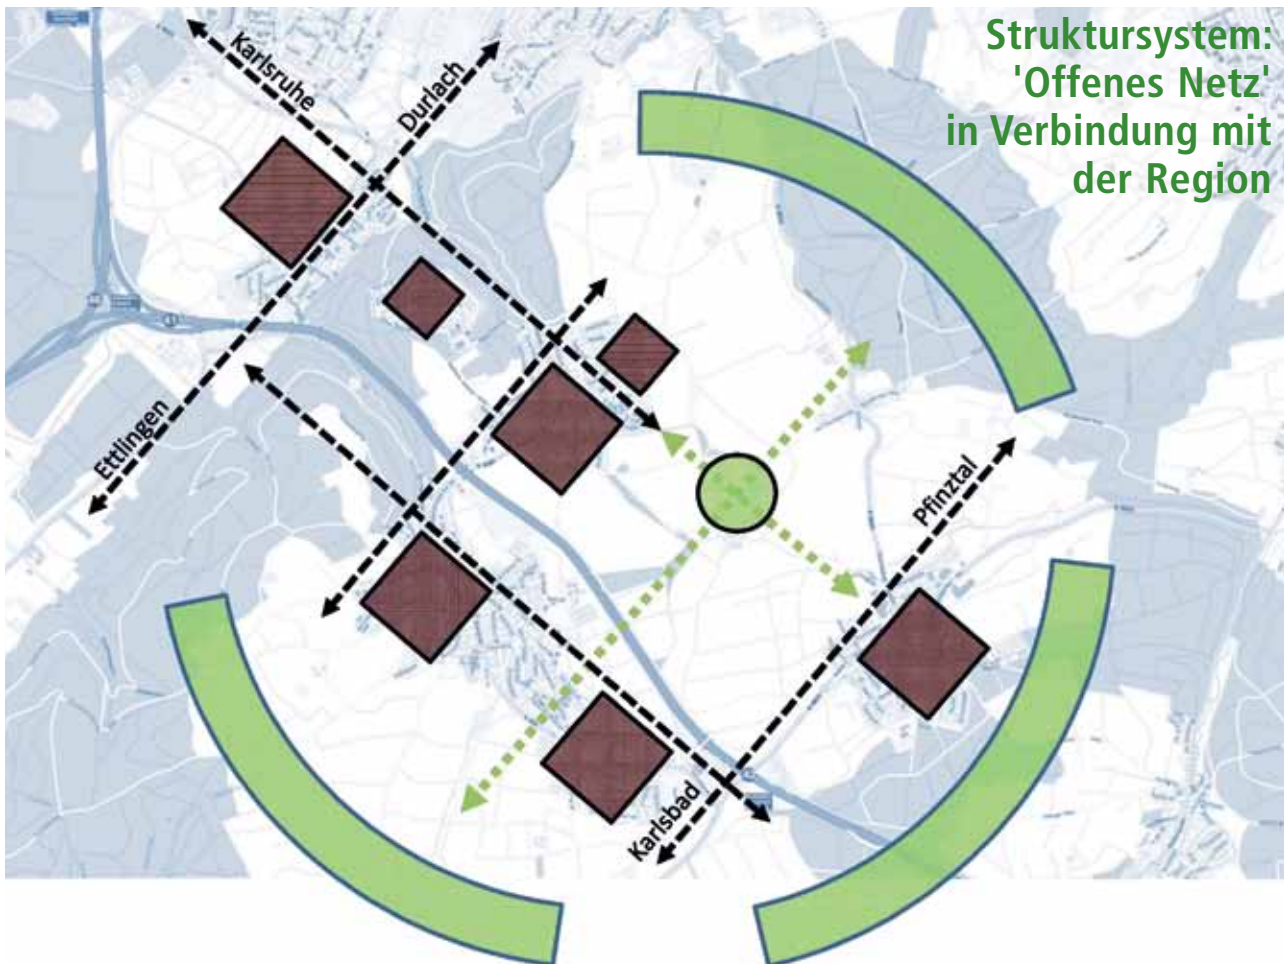 Struktursystem:
'Offenes Netz'
in Verbindung mit
der Region
Karlsruhe
Durlach
Ettlingen
Pfinztal
Karlsbad